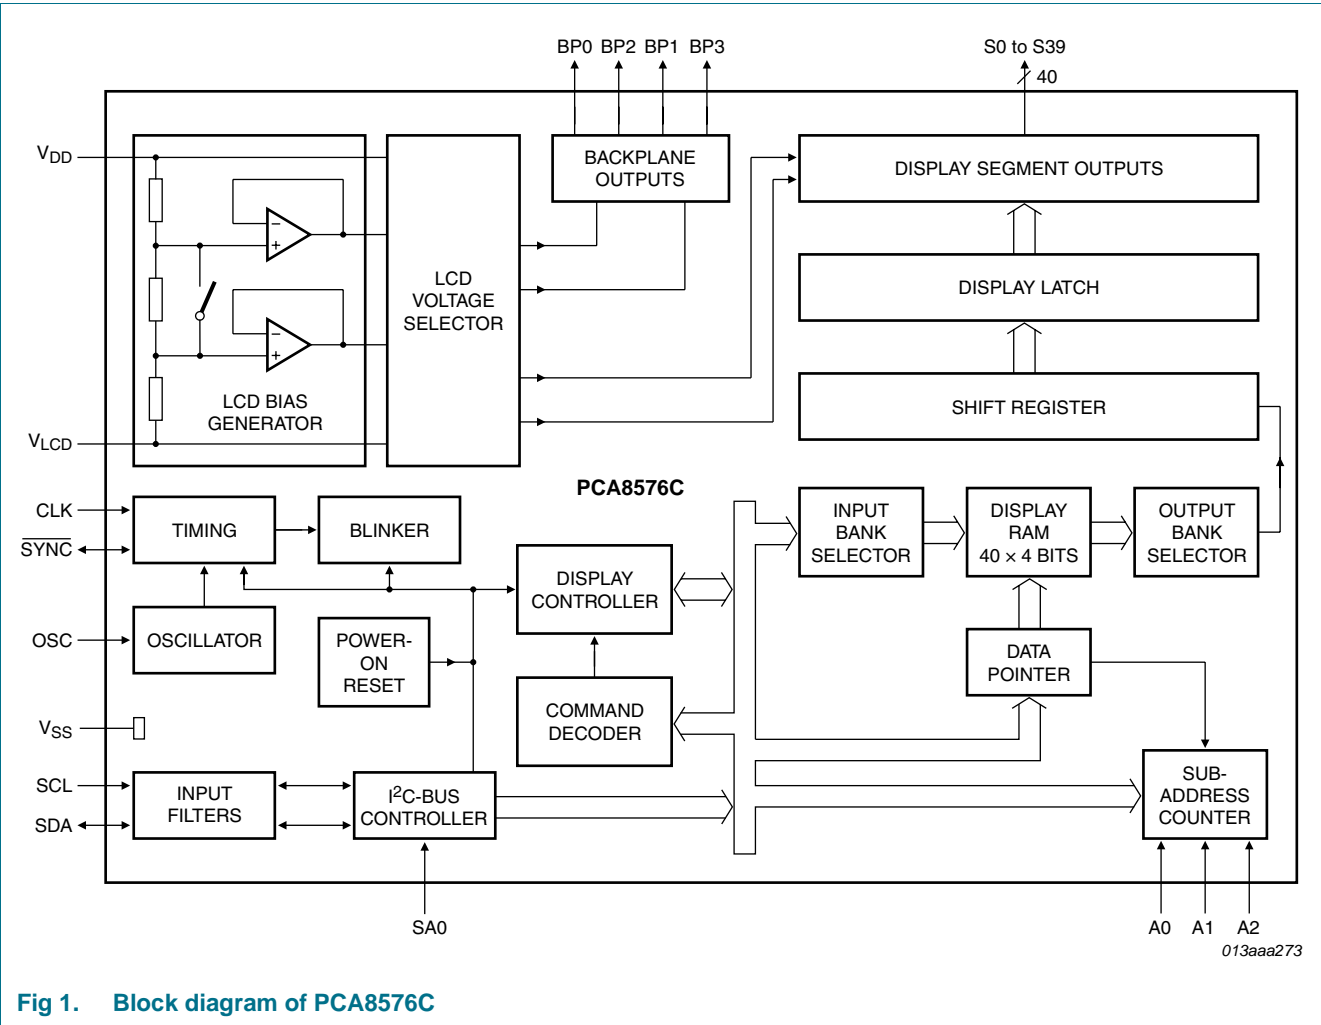 BP0 BP2 BP1 BP3
S0 to S39
40
VDD
BACKPLANE
OUTPUTS
DISPLAY SEGMENT OUTPUTS
−
+
LCD
VOLTAGE
SELECTOR
DISPLAY LATCH
−
+
LCD BIAS
GENERATOR
SHIFT REGISTER
VLCD
PCA8576C
CLK
SYNC
TIMING
BLINKER
INPUT
BANK
SELECTOR
DISPLAY
RAM
40 × 4 BITS
OUTPUT
BANK
SELECTOR
DISPLAY
CONTROLLER
OSC
OSCILLATOR
POWER-
ON
RESET
DATA
POINTER
COMMAND
DECODER
VSS
SCL
SDA
INPUT
FILTERS
I2C-BUS
CONTROLLER
SUB-
ADDRESS
COUNTER
SA0
A0 A1 A2
013aaa273
Fig 1. Block diagram of PCA8576C